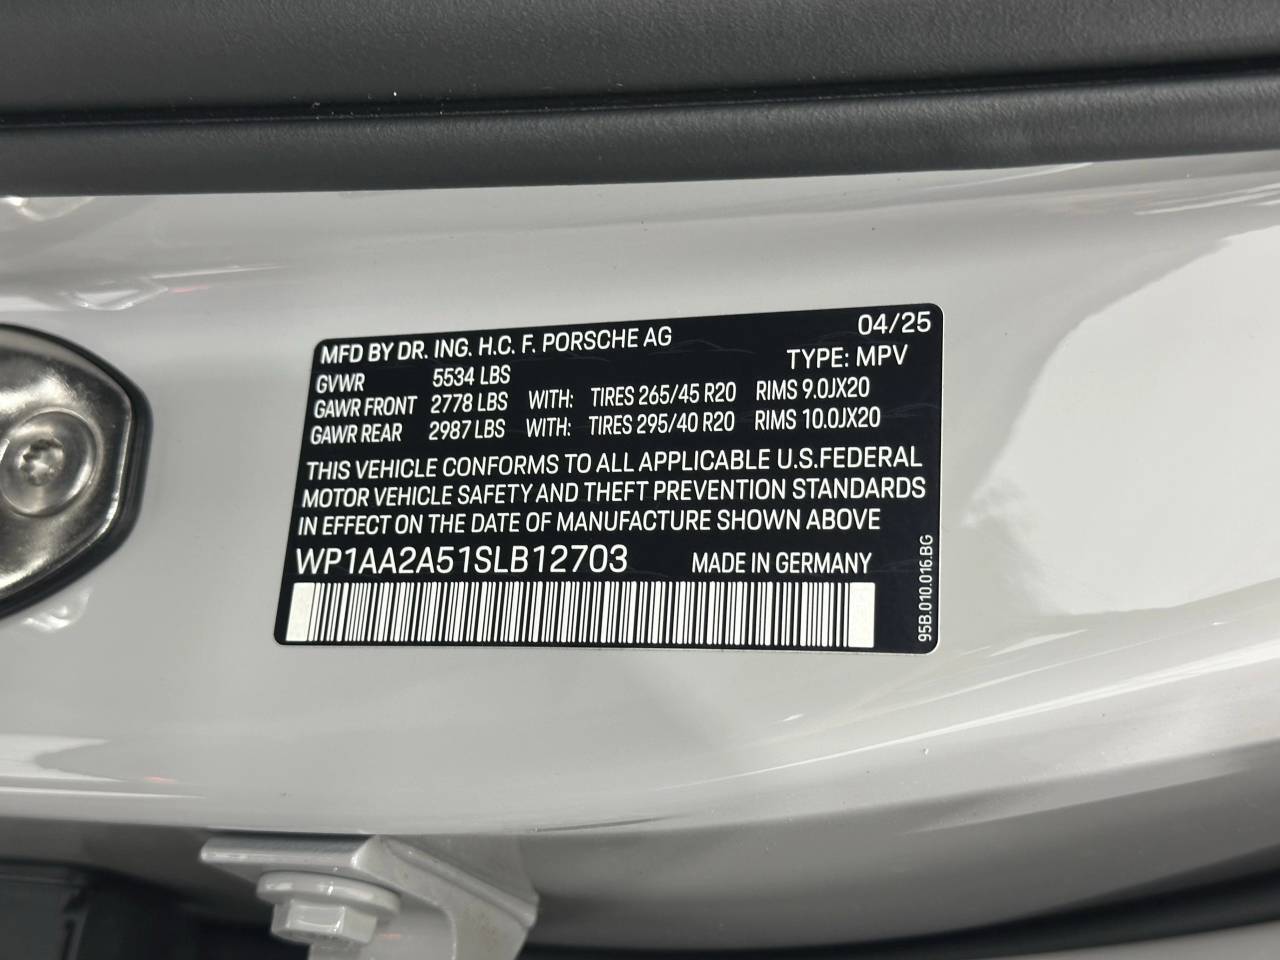 MFD BY DR. ING. H.C. F. PORSCHE AG 04/25
TYPE: MPV
GVWR 5534 LBS
GAWR FRONT 2778 LBS WITH: TIRES 265/45 R20 RIMS 9.0JX20
GAWR REAR 2987 LBS WITH: TIRES 295/40 R20 RIMS 10.0JX20
THIS VEHICLE CONFORMS TO ALL APPLICABLE U.S.FEDERAL
MOTOR VEHICLE SAFETY AND THEFT PREVENTION STANDARDS
IN EFFECT ON THE DATE OF MANUFACTURE SHOWN ABOVE
WP1AA2A51SLB12703 MADE IN GERMANY
95B.010.016.BG